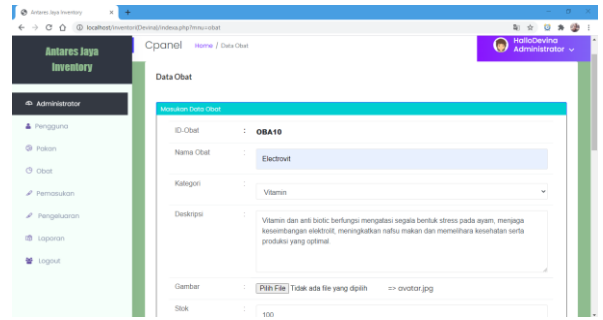 Antares Jaya Inventory
localhost/inventoriDevina/indexa.php?mnu=obat
Antares Jaya
Inventory
Cpanel Home / Data Obat
HalloDevina
Administrator
Data Obat
Administrator
Pengguna
Pakan
Obat
Pemasukan
Pengeluaran
Laporan
Logout
Masukan Data Obat
ID-Obat : OBA10
Nama Obat : Electrovit
Kategori : Vitamin
Deskripsi : Vitamin dan anti biotic berfungsi mengatasi segala bentuk stress pada ayam, menjaga
keseimbangan elektrolit, meningkatkan nafsu makan dan memelihara kesehatan serta
produksi yang optimal
Gambar : Pilih File Tidak ada file yang dipilih => avatar.jpg
Stok : 100